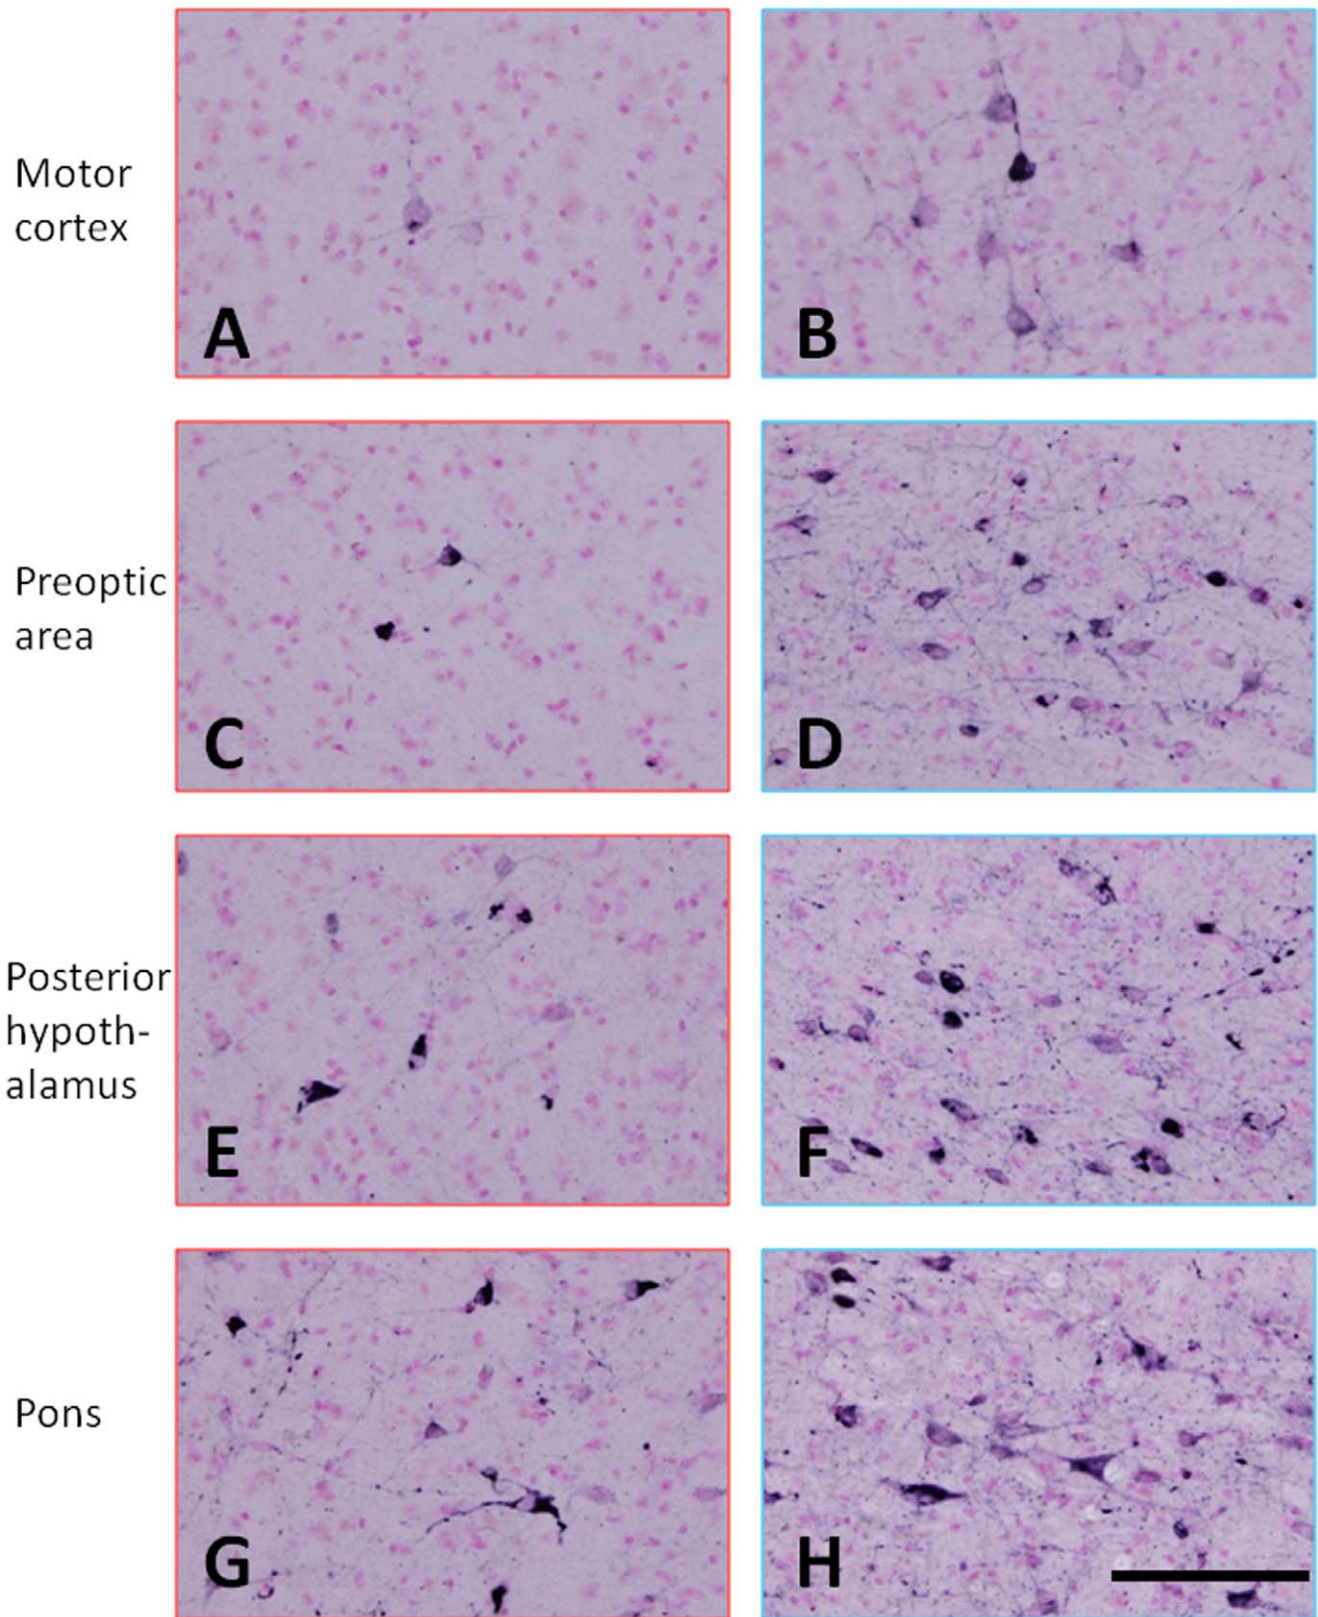 Motor
cortex
A
B
Preoptic
area
C
D
Posterior
hypoth-
alamus
E
F
Pons
G
H